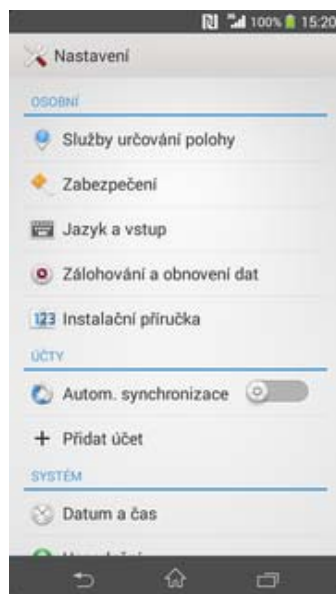 100% 15:20
Nastavení
OSOBNÍ
Služby určování polohy
Zabezpečení
Jazyk a vstup
Zálohování a obnovení dat
123 Instalační příručka
ÚČTY
Autom. synchronizace
Přidat účet
SYSTÉM
Datum a čas